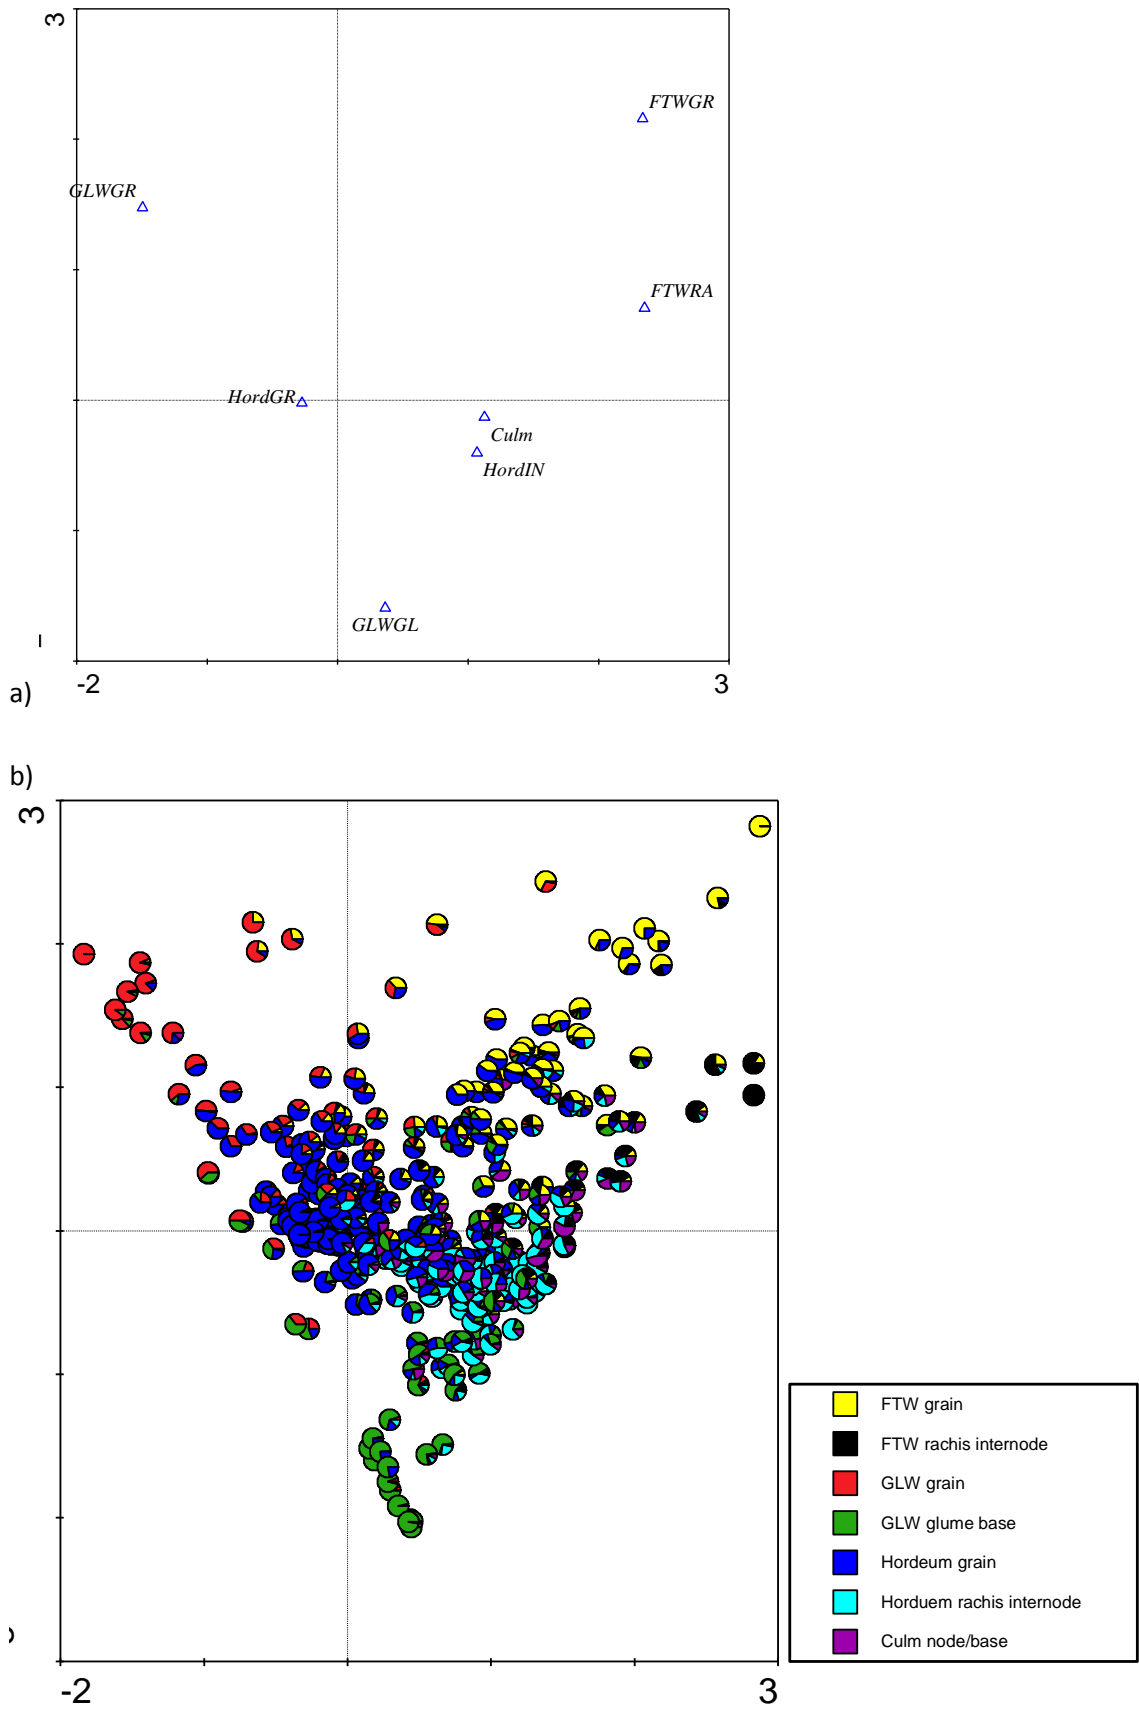 3
FTWGR
GLWGR
FTWRA
HordGR
Culm
HordIN
GLWGL
-2
3
a)
b)
3
FTW grain
FTW rachis internode
GLW grain
GLW glume base
Hordeum grain
Horduem rachis internode
Culm node/base
-2
3